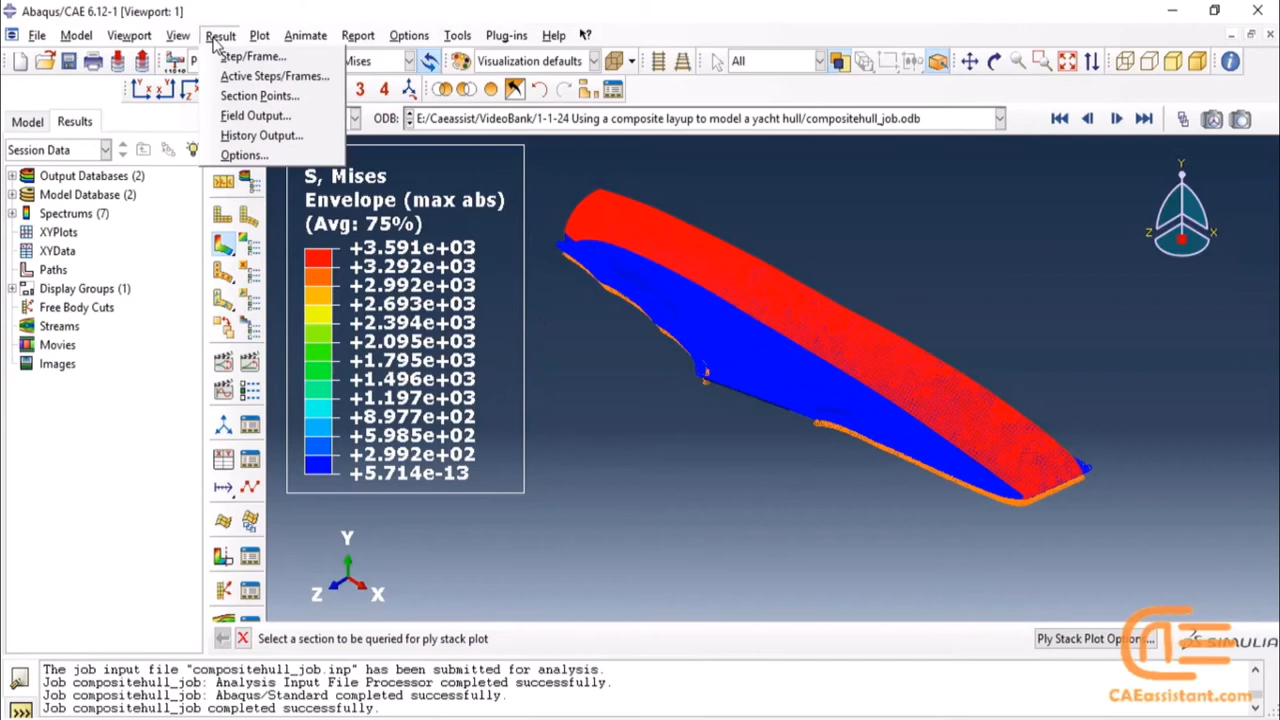 Abaqus/CAE 6.12-1 [Viewport: 1]
File Model Viewport View Result Plot Animate Report Options Tools Plug-ins Help
P
Mises
Visualization defaults
All
Step/Frame...
Active Steps/Frames...
Section Points...
Field Output...
History Output...
Options...
3 4
Model Results
ODB: E:/Caeassist/VideoBank/1-1-24 Using a composite layup to model a yacht hull/compositehull_job.odb
Session Data
Output Databases (2)
Model Database (2)
Spectrums (7)
XYPlots
XYData
Paths
Display Groups (1)
Free Body Cuts
Streams
Movies
Images
S, Mises
Envelope (max abs)
(Avg: 75%)
+3.591e+03
+3.292e+03
+2.993e+03
+2.693e+03
+2.394e+03
+2.095e+03
+1.795e+03
+1.496e+03
+1.197e+03
+8.977e+02
+5.985e+02
+2.992e+02
+5.714e-13
Y
Z X
Y
Z X
Select a section to be queried for ply stack plot
Ply Stack Plot Options...
SIMULIA
The job input file "compositehull_job.inp" has been submitted for analysis.
Job compositehull_job: Analysis Input File Processor completed successfully.
Job compositehull_job: Abaqus/Standard completed successfully.
Job compositehull_job completed successfully.
CAEassistant.com